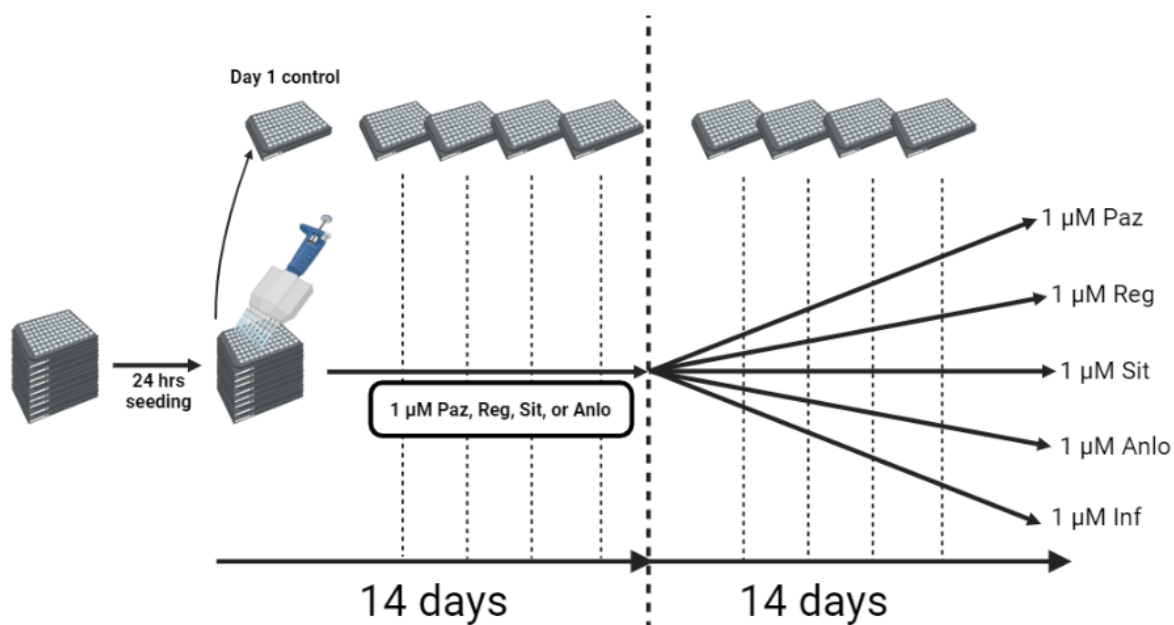 Day 1 control
24 hrs
seeding
1 µM Paz, Reg, Sit, or Anlo
1 µM Paz
1 µM Reg
1 µM Sit
1 µM Anlo
1 µM Inf
14 days
14 days